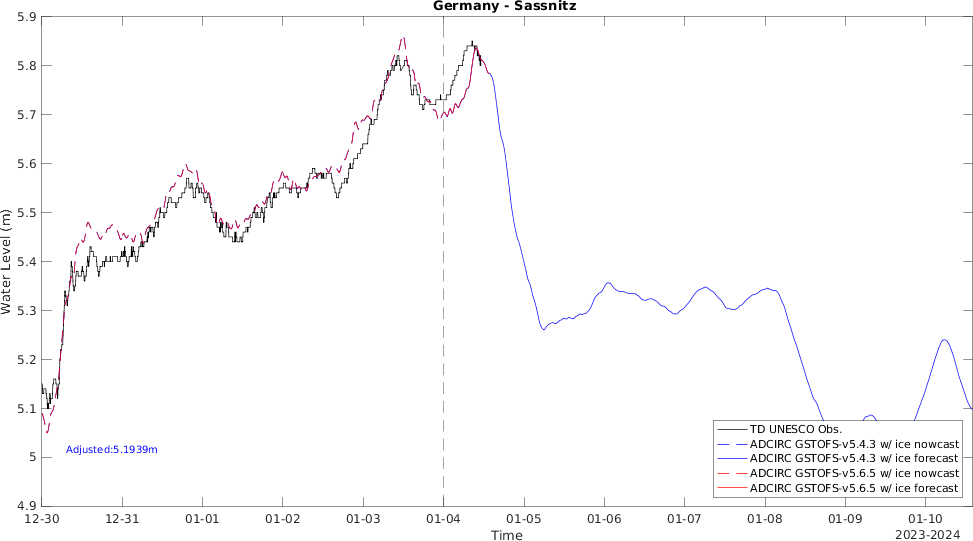 Germany - Sassnitz
5.9
5.8
5.7
5.6
5.5
5.4
5.3
5.2
5.1
5
4.9
Water Level (m)
Adjusted:5.1939m
TD UNESCO Obs.
ADCIRC GSTOFS-v5.4.3 w/ ice nowcast
ADCIRC GSTOFS-v5.4.3 w/ ice forecast
ADCIRC GSTOFS-v5.6.5 w/ ice nowcast
ADCIRC GSTOFS-v5.6.5 w/ ice forecast
12-30 12-31 01-01 01-02 01-03 01-04 01-05 01-06 01-07 01-08 01-09 01-10
Time
2023-2024